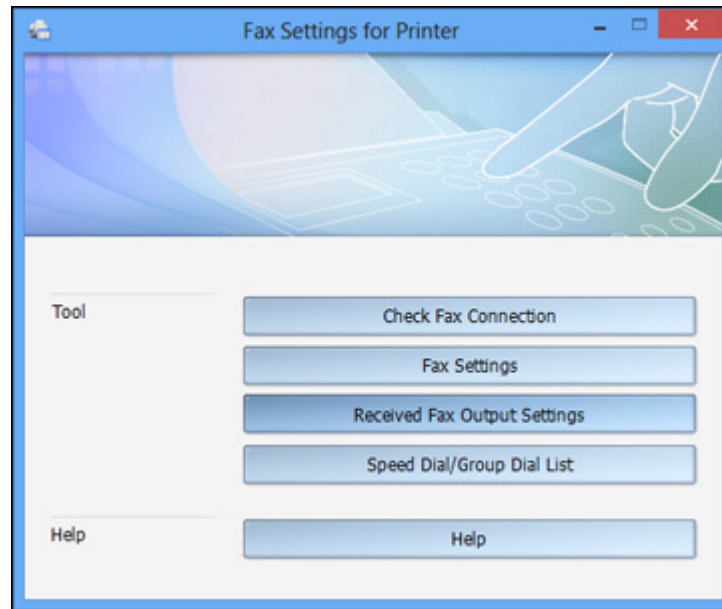 Fax Settings for Printer
Tool
Check Fax Connection
Fax Settings
Received Fax Output Settings
Speed Dial/Group Dial List
Help
Help